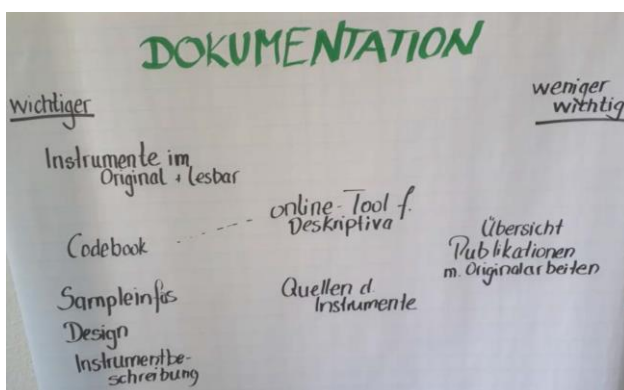 DOKUMENTATION
wichtiger
weniger
wichtig
Instrumente im
Original + lesbar
online-Tool f.
Deskriptiva
Codebook
Übersicht
Publikationen
m. Originalarbeiten
Sampleinfos
Quellen d.
Instrumente
Design
Instrumentbe-
schreibung